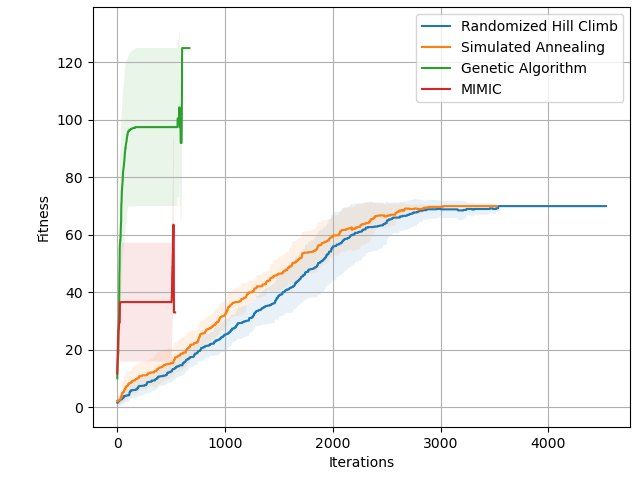 Randomized Hill Climb
Simulated Annealing
Genetic Algorithm
MIMIC
Fitness
120
100
80
60
40
20
0
0 1000 2000 3000 4000
Iterations